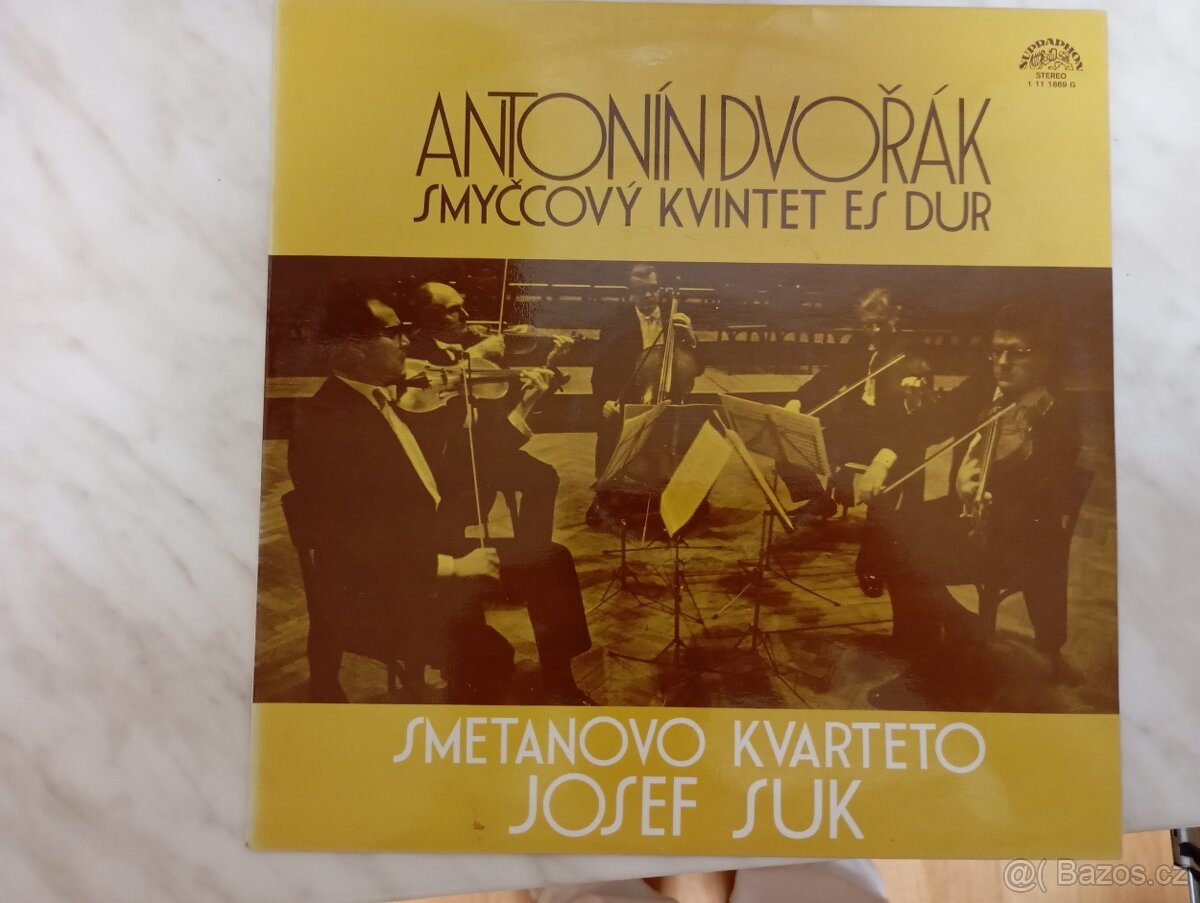 SUPRAPHON
STEREO
1 11 1869 G
ANTONÍN DVOŘÁK
SMYČCOVÝ KVINTET ES DUR
SMETANOVO KVARTETO
JOSEF SUK
@( Bazos.cz